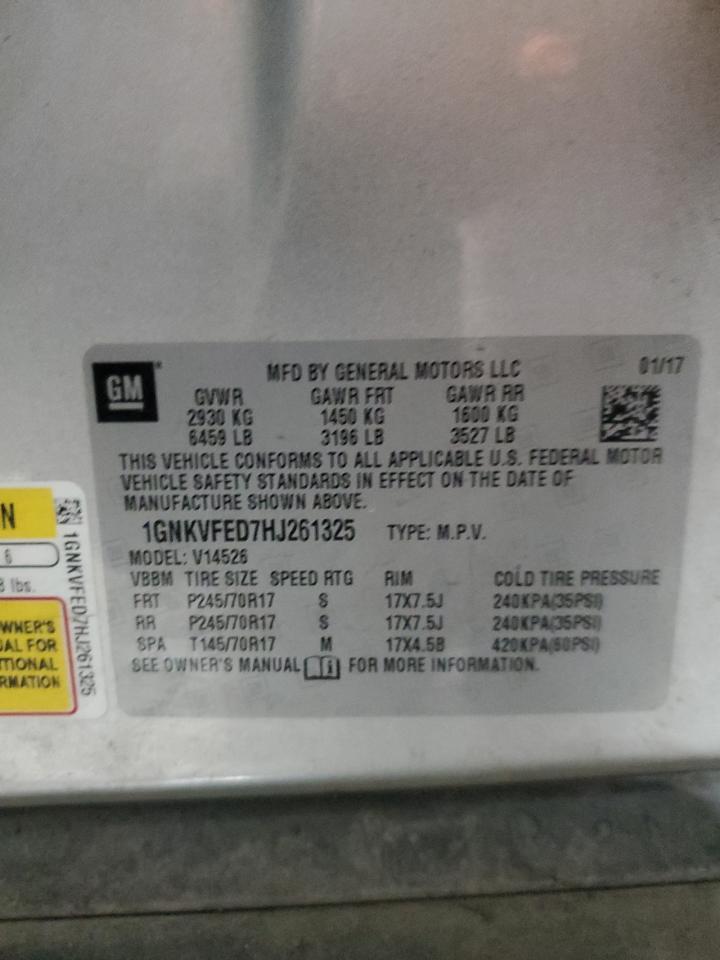 GM
MFD BY GENERAL MOTORS LLC 01/17
GVWR GAWR FRT GAWR RR
2930 KG 1450 KG 1600 KG
6459 LB 3196 LB 3527 LB
THIS VEHICLE CONFORMS TO ALL APPLICABLE U.S. FEDERAL MOTOR
VEHICLE SAFETY STANDARDS IN EFFECT ON THE DATE OF
MANUFACTURE SHOWN ABOVE.
1GNKVFED7HJ261325 TYPE: M.P.V.
MODEL: V14526
VBBM TIRE SIZE SPEED RTG RIM COLD TIRE PRESSURE
FRT P245/70R17 S 17X7.5J 240KPA(35PSI)
RR P245/70R17 S 17X7.5J 240KPA(35PSI)
SPA T145/70R17 M 17X4.5B 420KPA(60PSI)
SEE OWNER'S MANUAL FOR MORE INFORMATION.
N
6
lbs.
WNER'S
AL FOR
TIONAL
RMATION
1GNKVFED7HJ261325